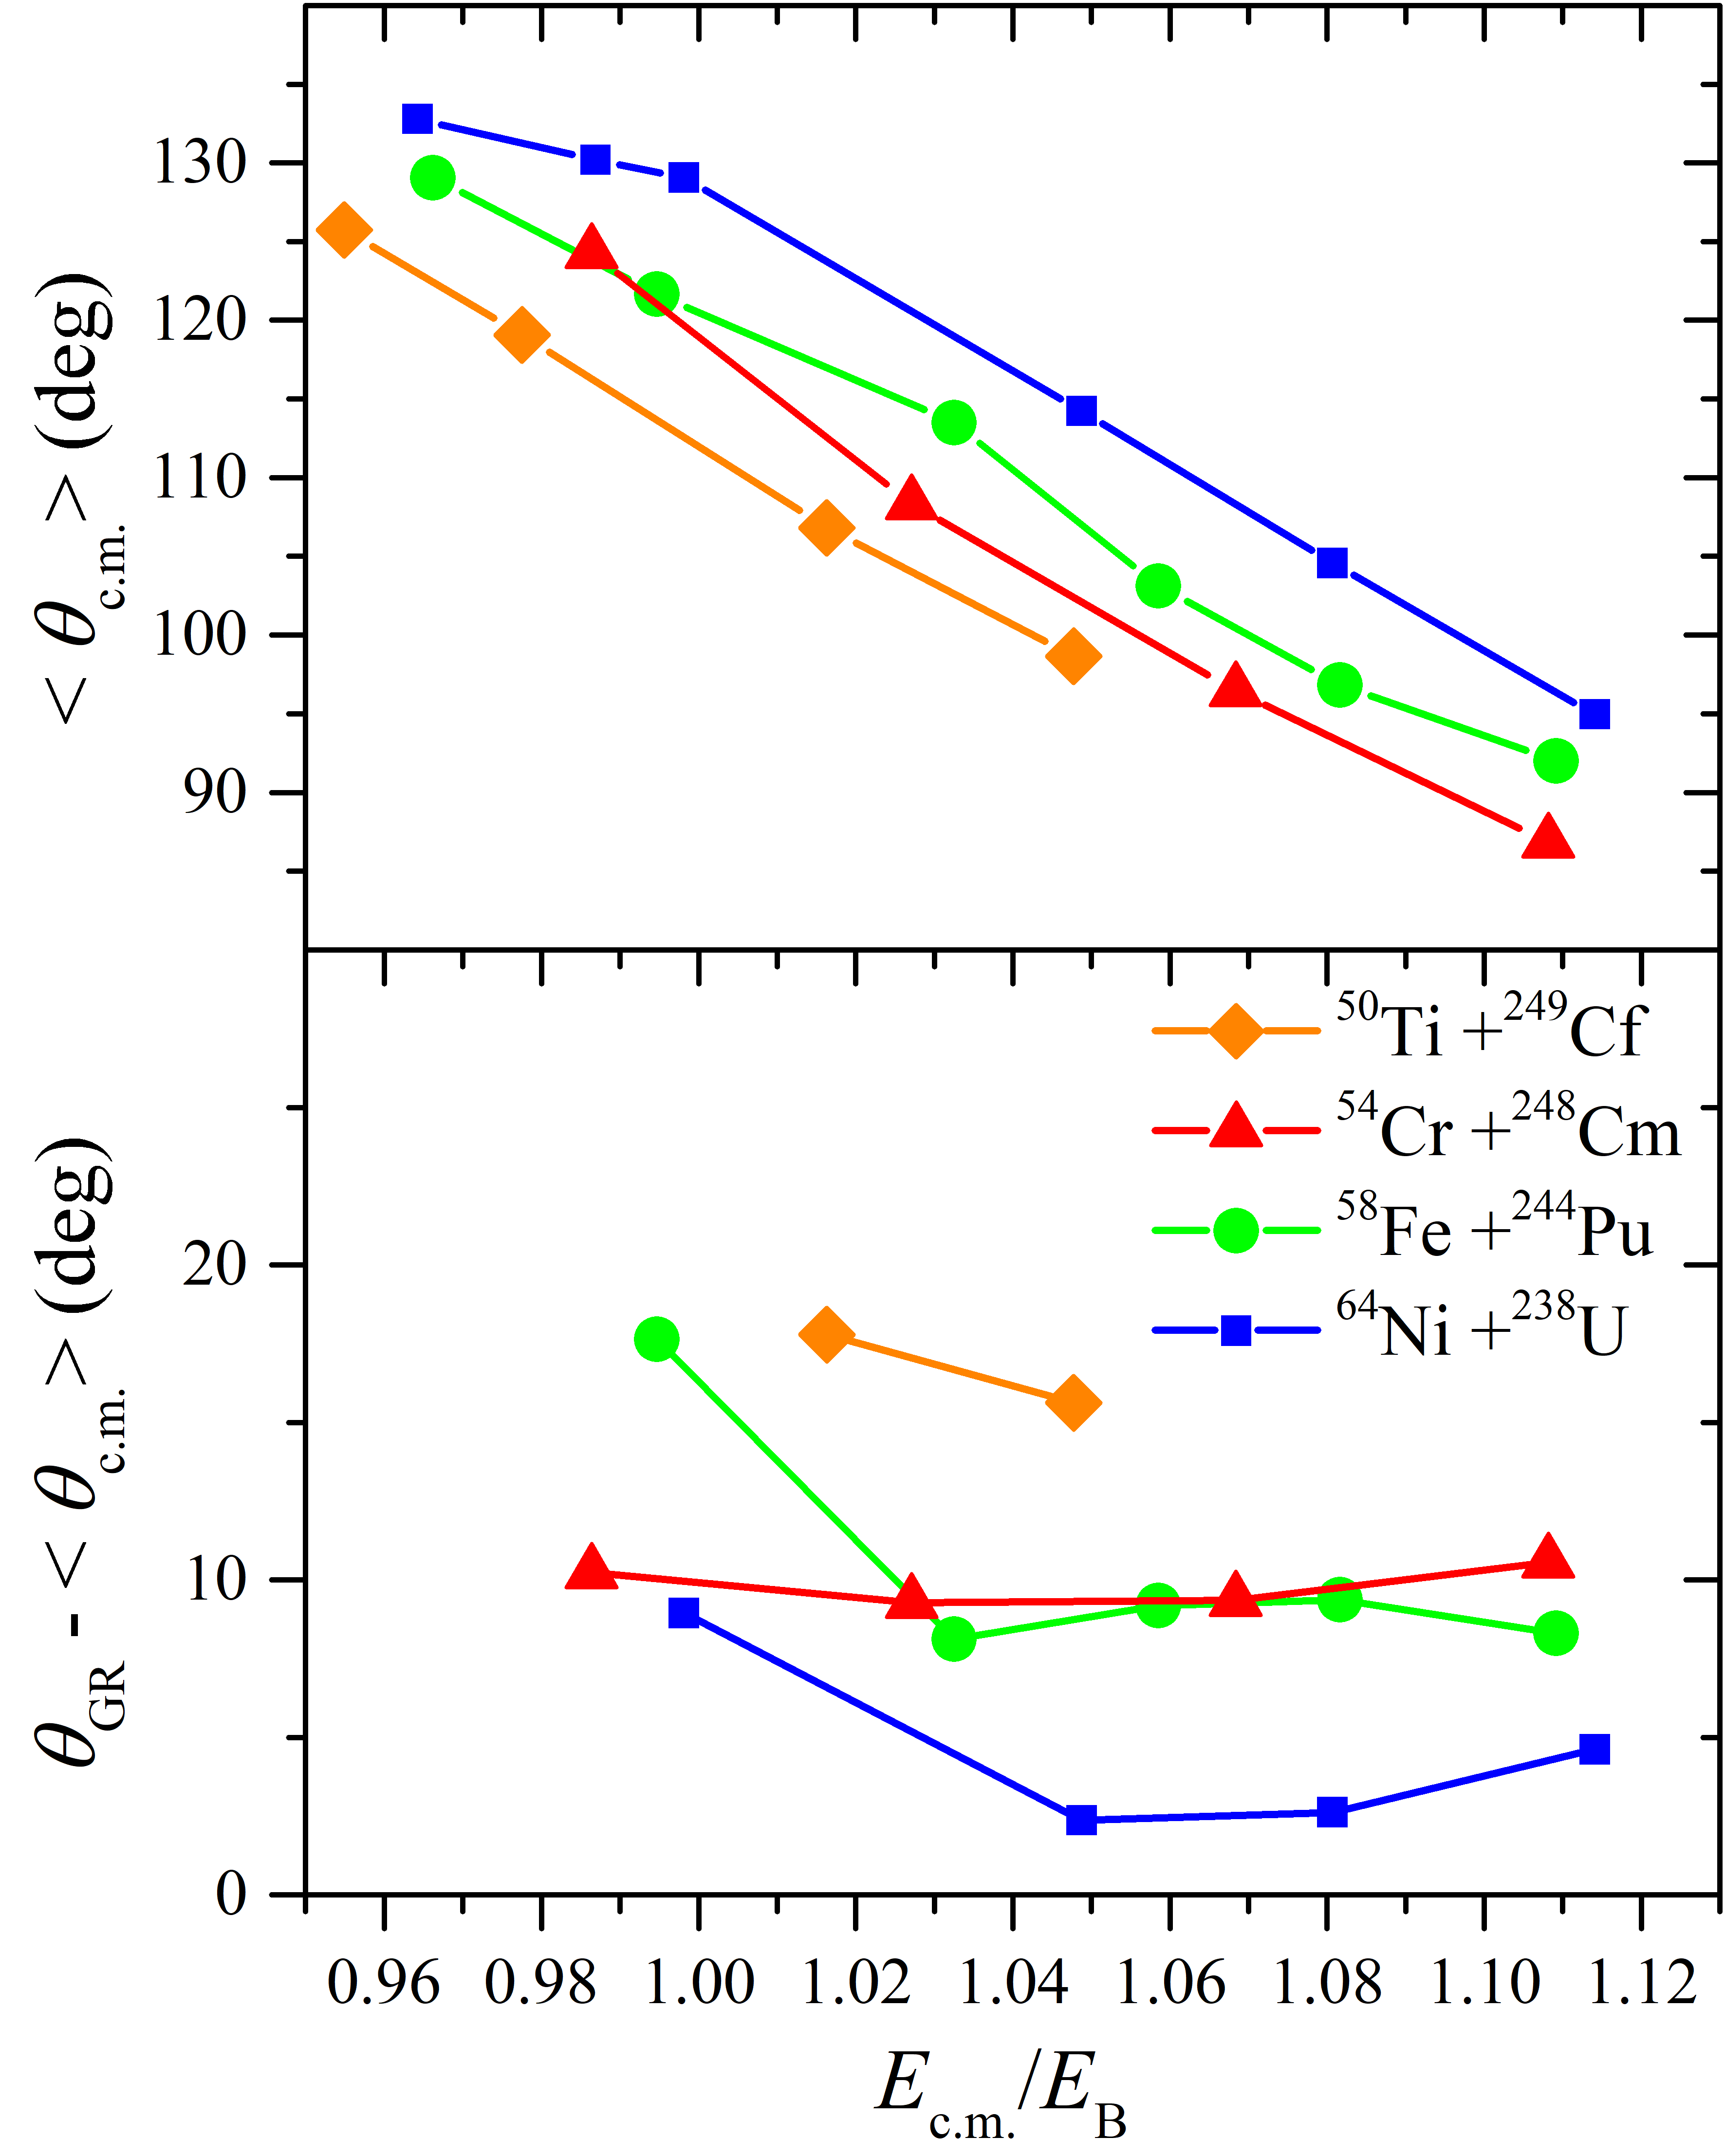 130
120
110
100
90
< θc.m. > (deg)
⁵⁰Ti +²⁴⁹Cf
⁵⁴Cr +²⁴⁸Cm
⁵⁸Fe +²⁴⁴Pu
⁶⁴Ni +²³⁸U
20
10
0
θGR - < θc.m. > (deg)
0.96 0.98 1.00 1.02 1.04 1.06 1.08 1.10 1.12
Ec.m./EB